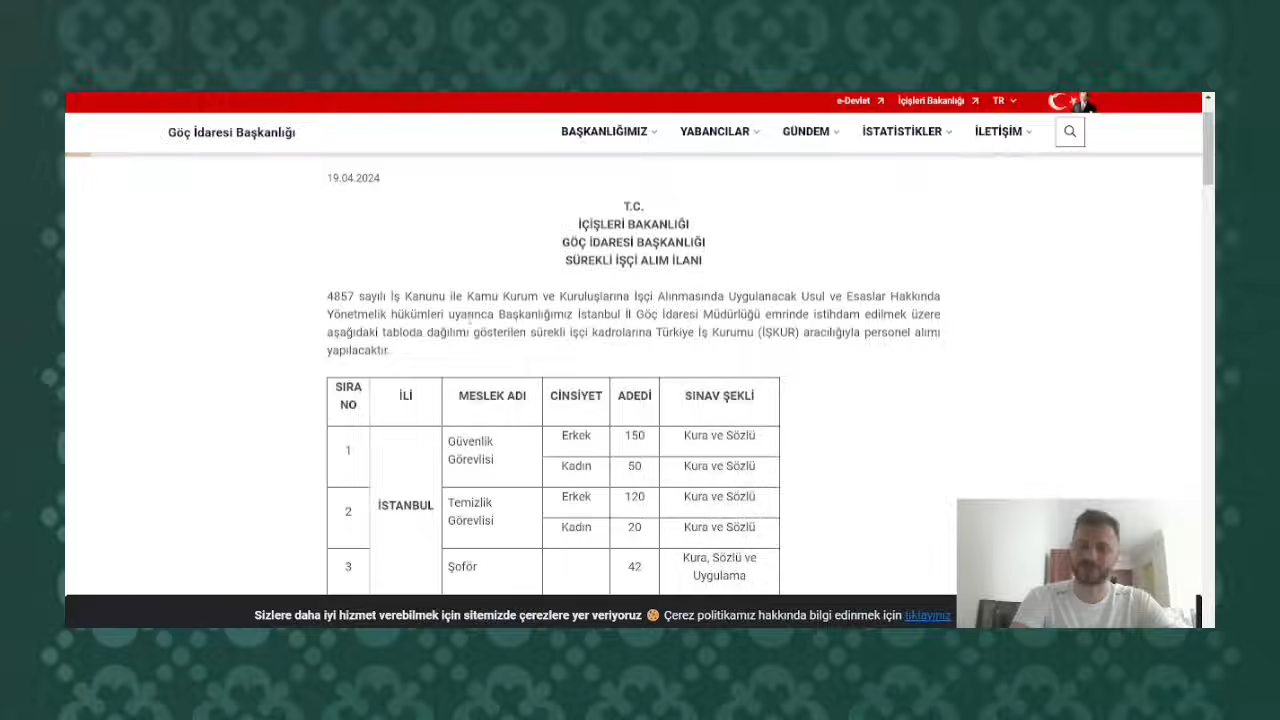 e-Devlet İçişleri Bakanlığı TR
Göç İdaresi Başkanlığı BAŞKANLIĞIMIZ YABANCILAR GÜNDEM İSTATİSTİKLER İLETİŞİM
19.04.2024
T.C.
İÇİŞLERİ BAKANLIĞI
GÖÇ İDARESİ BAŞKANLIĞI
SÜREKLİ İŞÇİ ALIM İLANI
4857 sayılı İş Kanunu ile Kamu Kurum ve Kuruluşlarına İşçi Alınmasında Uygulanacak Usul ve Esaslar Hakkında
Yönetmelik hükümleri uyarınca Başkanlığımız İstanbul İl Göç İdaresi Müdürlüğü emrinde istihdam edilmek üzere
aşağıdaki tabloda dağılımı gösterilen sürekli işçi kadrolarına Türkiye İş Kurumu (İŞKUR) aracılığıyla personel alımı
yapılacaktır.
SIRA NO İLİ MESLEK ADI CİNSİYET ADEDİ SINAV ŞEKLİ
1 İSTANBUL Güvenlik Görevlisi Erkek 150 Kura ve Sözlü
Kadın 50 Kura ve Sözlü
2 Temizlik Görevlisi Erkek 120 Kura ve Sözlü
Kadın 20 Kura ve Sözlü
3 Şoför 42 Kura, Sözlü ve Uygulama
Sizlere daha iyi hizmet verebilmek için sitemizde çerezlere yer veriyoruz Çerez politikamız hakkında bilgi edinmek için tıklayınız